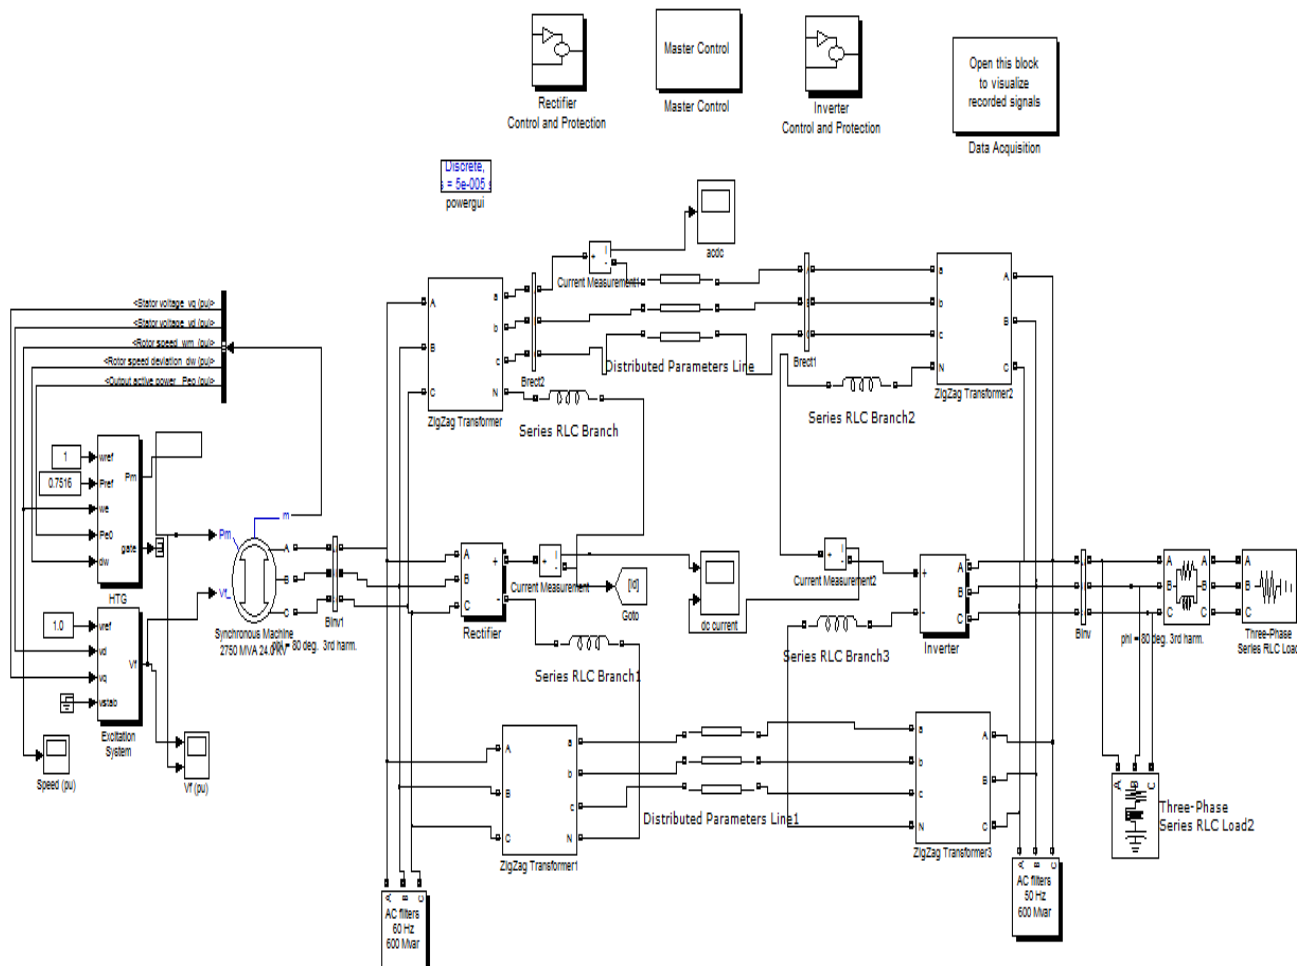 Master Control
Open this block
to visualize
recorded signals
Rectifier
Control and Protection
Master Control
Inverter
Control and Protection
Data Acquisition
Discrete,
s = 5e-005 s
powergui
acdc
Current Measurement1
A
B
C
a
b
c
N
ZigZag Transformer
Brect2
Distributed Parameters Line
Brect1
a
b
c
N
A
B
C
ZigZag Transformer2
Series RLC Branch
Series RLC Branch2
<Stator voltage vq (pu)>
<Stator voltage vd (pu)>
<Rotor speed wm (pu)>
<Rotor speed deviation dw (pu)>
<Output active power Peo (pu)>
1
0.7516
wref
Pref
we
Pe0
dw
Pm
gate
HTG
1.0
vref
vd
vq
vstab
Vf
Excitation
System
Speed (pu)
Vf (pu)
Pm
Vf_
m
A
B
C
Synchronous Machine
2750 MVA 24.0 kV
phi = 80 deg. 3rd harm.
BInv1
A
B
C
+
-
Rectifier
Current Measurement
[Id]
Goto
dc current
Current Measurement2
+
-
A
B
C
Inverter
BInv
A
B
C
A
B
C
phi = 80 deg. 3rd harm.
A
B
C
Three-Phase
Series RLC Load
Series RLC Branch1
Series RLC Branch3
A
B
C
a
b
c
N
ZigZag Transformer1
Distributed Parameters Line1
a
b
c
N
A
B
C
ZigZag Transformer3
A
B
C
Three-Phase
Series RLC Load2
A
B
C
AC filters
60 Hz
600 Mvar
A
B
C
AC filters
50 Hz
600 Mvar